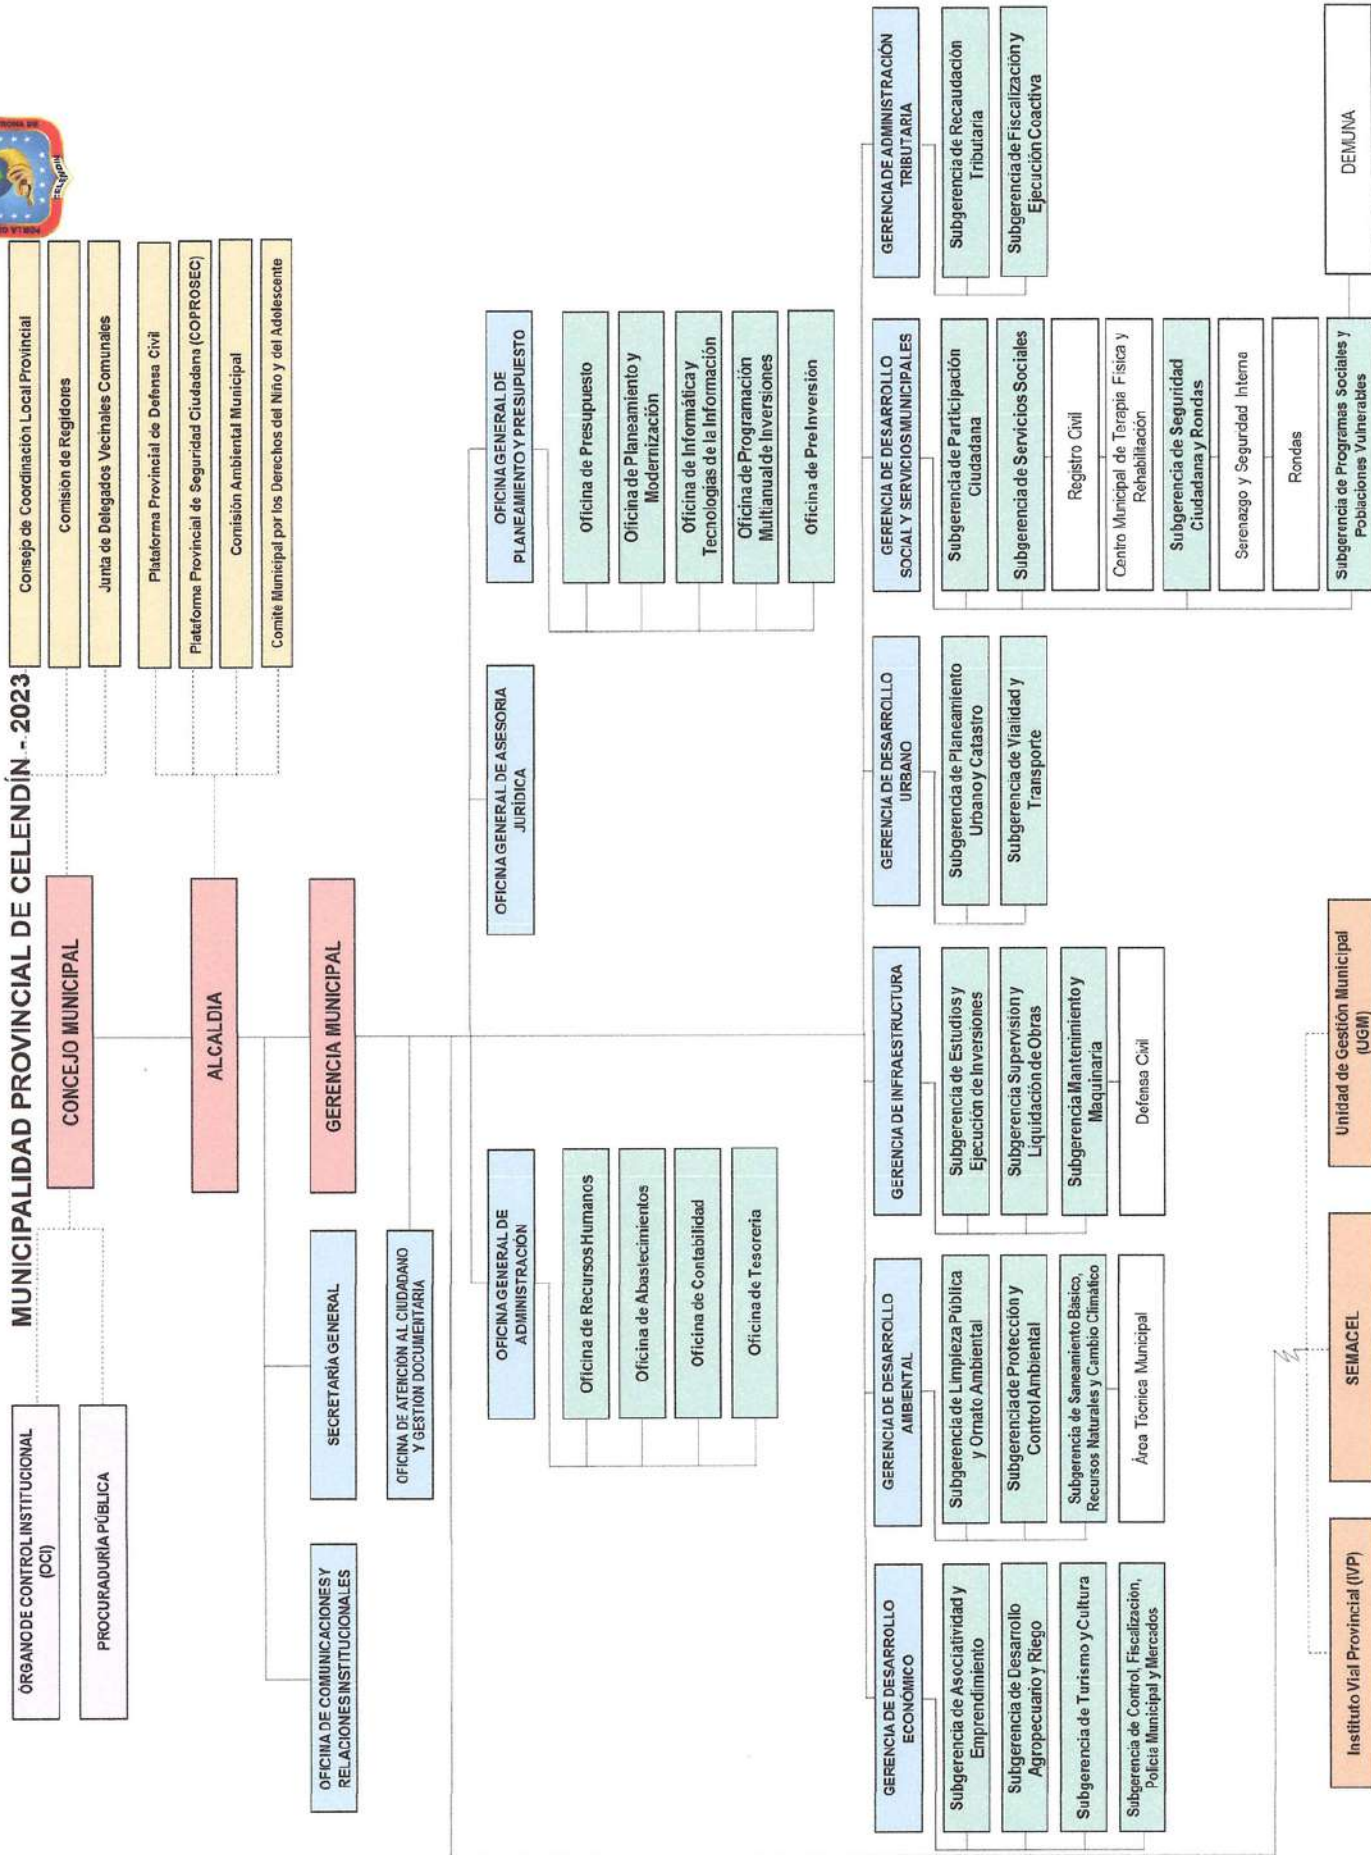 MUNICIPALIDAD PROVINCIAL DE CELENDÍN - 2023
CELENDIN
ÓRGANO DE CONTROL INSTITUCIONAL
(OCI)
PROCURADURÍA PÚBLICA
CONCEJO MUNICIPAL
Consejo de Coordinación Local Provincial
Comisión de Regidores
Junta de Delegados Vecinales Comunales
ALCALDIA
Plataforma Provincial de Defensa Civil
Plataforma Provincial de Seguridad Ciudadana (COPROSEC)
Comisión Ambiental Municipal
Comité Municipal por los Derechos del Niño y del Adolescente
OFICINA DE COMUNICACIONES Y
RELACIONES INSTITUCIONALES
SECRETARÍA GENERAL
GERENCIA MUNICIPAL
OFICINA DE ATENCIÓN AL CIUDADANO
Y GESTIÓN DOCUMENTARIA
OFICINA GENERAL DE
ADMINISTRACIÓN
Oficina de Recursos Humanos
Oficina de Abastecimientos
Oficina de Contabilidad
Oficina de Tesorería
OFICINA GENERAL DE ASESORIA
JURÍDICA
OFICINA GENERAL DE
PLANEAMIENTO Y PRESUPUESTO
Oficina de Presupuesto
Oficina de Planeamiento y
Modernización
Oficina de Informática y
Tecnologías de la Información
Oficina de Programación
Multianual de Inversiones
Oficina de Pre Inversión
GERENCIA DE DESARROLLO
ECONÓMICO
Subgerencia de Asociatividad y
Emprendimiento
Subgerencia de Desarrollo
Agropecuario y Riego
Subgerencia de Turismo y Cultura
Subgerencia de Control, Fiscalización,
Policia Municipal y Mercados
GERENCIA DE DESARROLLO
AMBIENTAL
Subgerencia de Limpieza Pública
y Ornato Ambiental
Subgerencia de Protección y
Control Ambiental
Subgerencia de Saneamiento Básico,
Recursos Naturales y Cambio Climático
Área Técnica Municipal
GERENCIA DE INFRAESTRUCTURA
Subgerencia de Estudios y
Ejecución de Inversiones
Subgerencia Supervisión y
Liquidación de Obras
Subgerencia Mantenimiento y
Maquinaria
Defensa Civil
GERENCIA DE DESARROLLO
URBANO
Subgerencia de Planeamiento
Urbano y Catastro
Subgerencia de Vialidad y
Transporte
GERENCIA DE DESARROLLO
SOCIAL Y SERVICIOS MUNICIPALES
Subgerencia de Participación
Ciudadana
Subgerencia de Servicios Sociales
Registro Civil
Centro Municipal de Terapia Física y
Rehabilitación
Subgerencia de Seguridad
Ciudadana y Rondas
Serenazgo y Seguridad Interna
Rondas
Subgerencia de Programas Sociales y
Poblaciones Vulnerables
DEMUNA
GERENCIA DE ADMINISTRACIÓN
TRIBUTARIA
Subgerencia de Recaudación
Tributaria
Subgerencia de Fiscalización y
Ejecución Coactiva
Instituto Vial Provincial (IVP)
SEMACEL
Unidad de Gestión Municipal
(UGM)